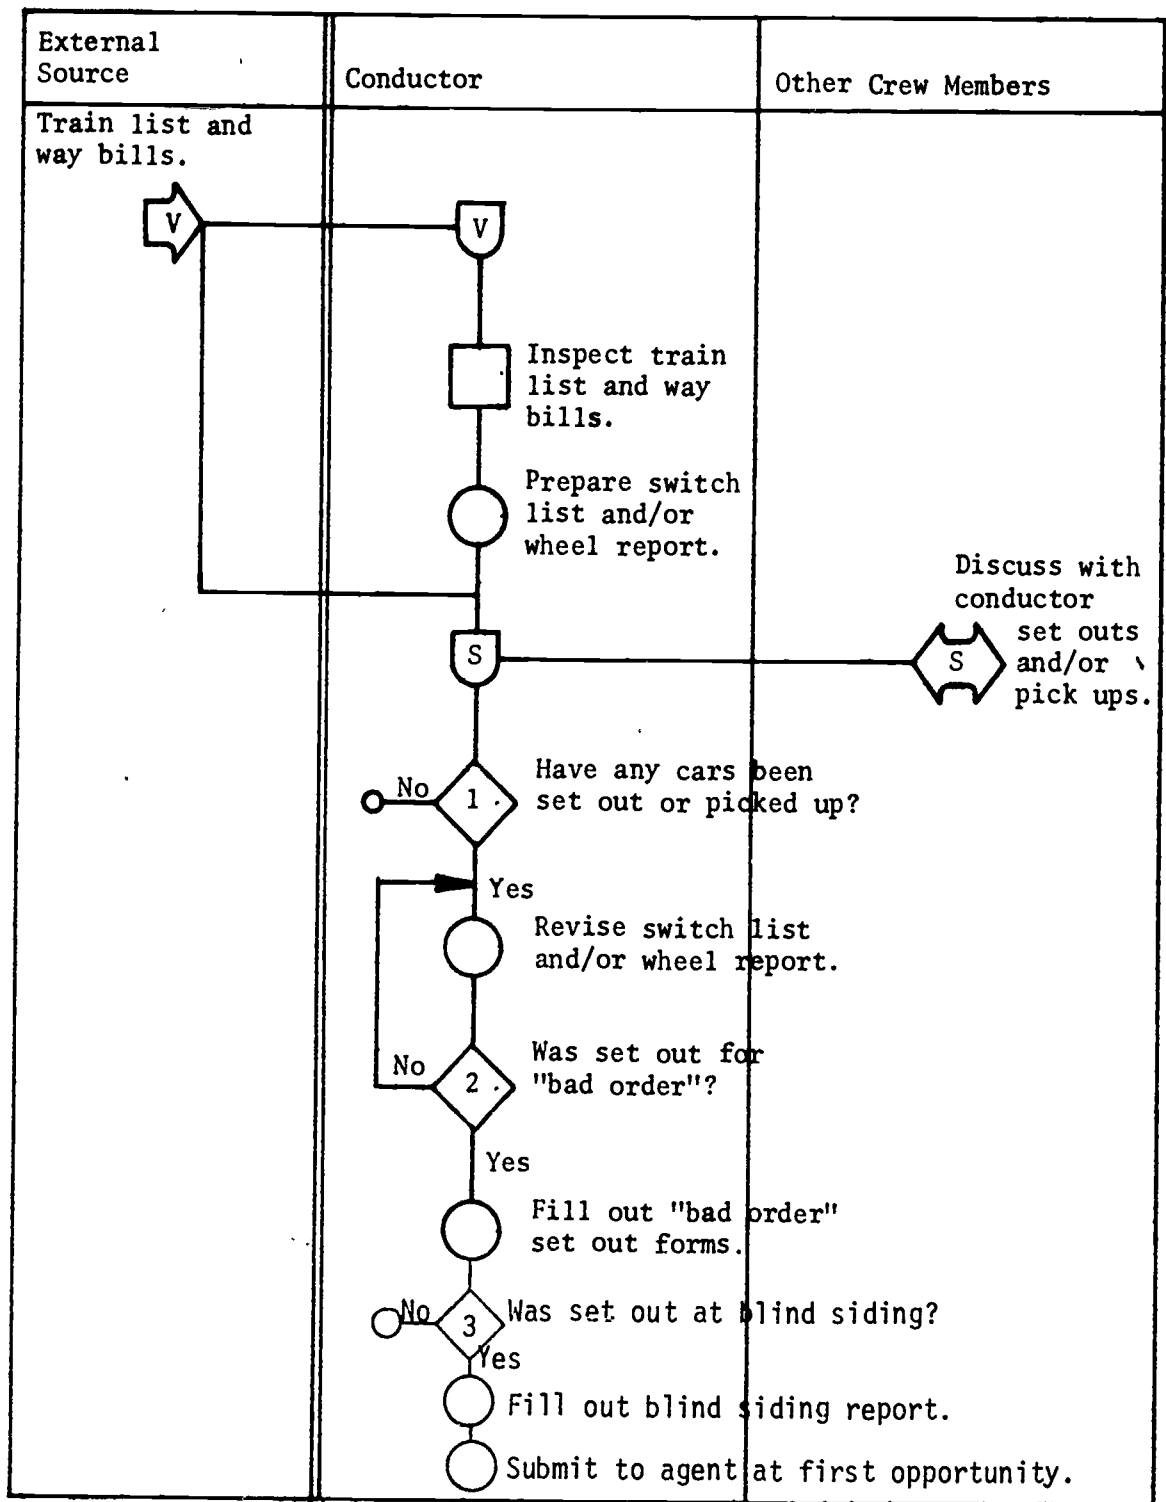 External
Source
Conductor
Other Crew Members
Train list and
way bills.
V
V
Inspect train
list and way
bills.
Prepare switch
list and/or
wheel report.
Discuss with
conductor
set outs
and/or
pick ups.
S
S
Have any cars been
set out or picked up?
No
1
Yes
Revise switch list
and/or wheel report.
Was set out for
"bad order"?
No
2
Yes
Fill out "bad order"
set out forms.
No
3
Was set out at blind siding?
Yes
Fill out blind siding report.
Submit to agent at first opportunity.